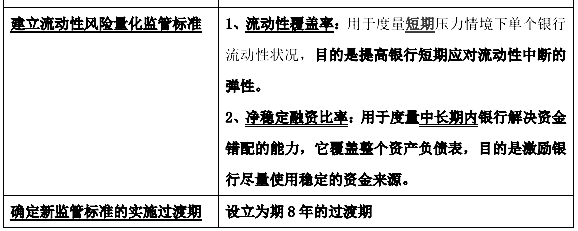 建立流动性风险量化监管标准
1、流动性覆盖率：用于度量短期压力情境下单个银行
流动性状况，目的是提高银行短期应对流动性中断的
弹性。
2、净稳定融资比率：用于度量中长期内银行解决资金
错配的能力，它覆盖整个资产负债表，目的是激励银
行尽量使用稳定的资金来源。
确定新监管标准的实施过渡期
设立为期 8 年的过渡期